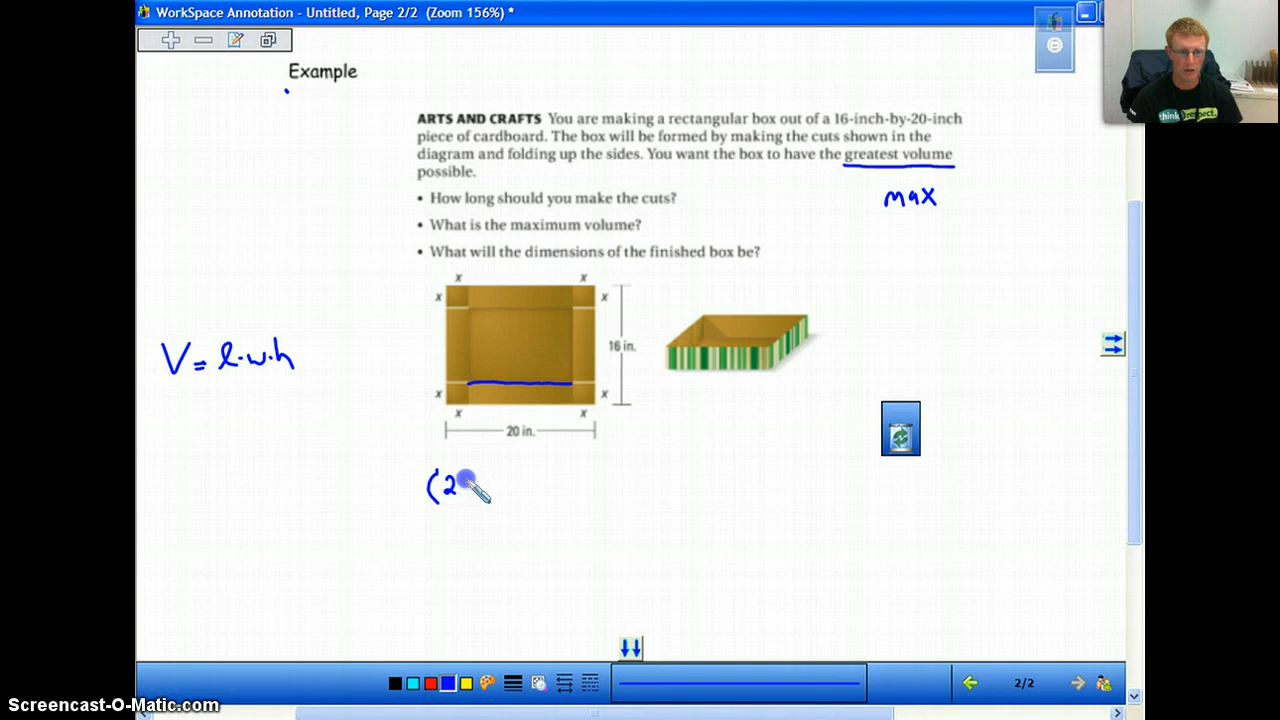 WorkSpace Annotation - Untitled, Page 2/2 (Zoom 156%) *
Example
ARTS AND CRAFTS You are making a rectangular box out of a 16-inch-by-20-inch
piece of cardboard. The box will be formed by making the cuts shown in the
diagram and folding up the sides. You want the box to have the greatest volume
possible.
max
• How long should you make the cuts?
• What is the maximum volume?
• What will the dimensions of the finished box be?
x x
x x
16 in.
V = l·w·h
x x
x x
20 in.
(2
think respect.
2/2
Screencast-O-Matic.com